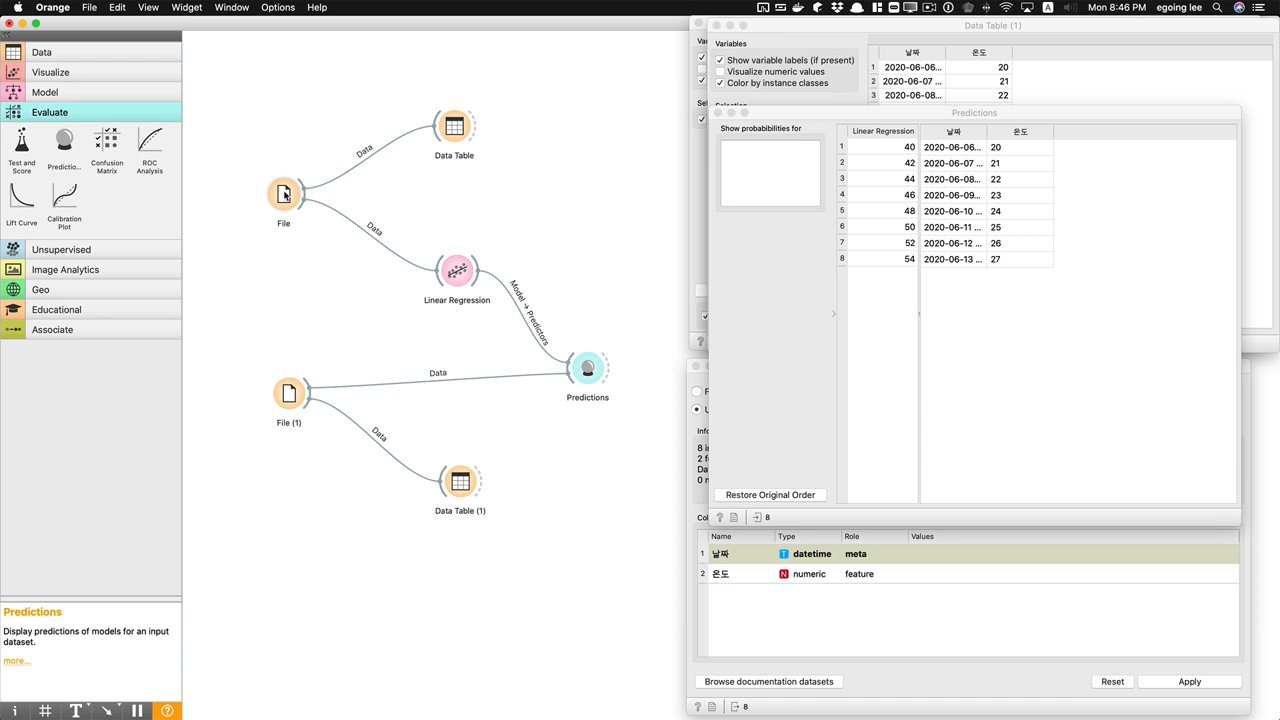 Orange File Edit View Widget Window Options Help
Mon 8:46 PM egoing lee
Data
Visualize
Model
Evaluate
Test and Score
Predictio...
Confusion Matrix
ROC Analysis
Lift Curve
Calibration Plot
Unsupervised
Image Analytics
Geo
Educational
Associate
Predictions
Display predictions of models for an input
dataset.
more...
File
Data
Data Table
Data
Linear Regression
Model → Predictors
Predictions
File (1)
Data
Data
Data Table (1)
Data Table (1)
Variables
Show variable labels (if present)
Visualize numeric values
Color by instance classes
날짜 온도
1 2020-06-06... 20
2 2020-06-07 ... 21
3 2020-06-08... 22
Predictions
Show probabilities for
Restore Original Order
Linear Regression 날짜 온도
1 40 2020-06-06... 20
2 42 2020-06-07 ... 21
3 44 2020-06-08... 22
4 46 2020-06-09... 23
5 48 2020-06-10 ... 24
6 50 2020-06-11 ... 25
7 52 2020-06-12 ... 26
8 54 2020-06-13 ... 27
8
Name Type Role Values
1 날짜 T datetime meta
2 온도 N numeric feature
Browse documentation datasets
Reset
Apply
8